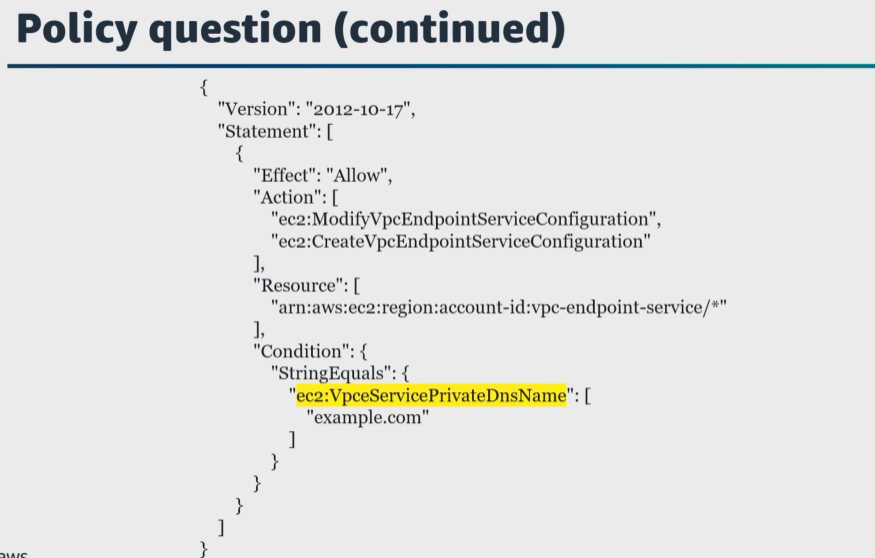 Policy question (continued)
{
"Version": "2012-10-17",
"Statement": [
{
"Effect": "Allow",
"Action": [
"ec2:ModifyVpcEndpointServiceConfiguration",
"ec2:CreateVpcEndpointServiceConfiguration"
],
"Resource": [
"arn:aws:ec2:region:account-id:vpc-endpoint-service/*"
],
"Condition": {
"StringEquals": {
"ec2:VpceServicePrivateDnsName": [
"example.com"
]
}
}
}
]
}
aws